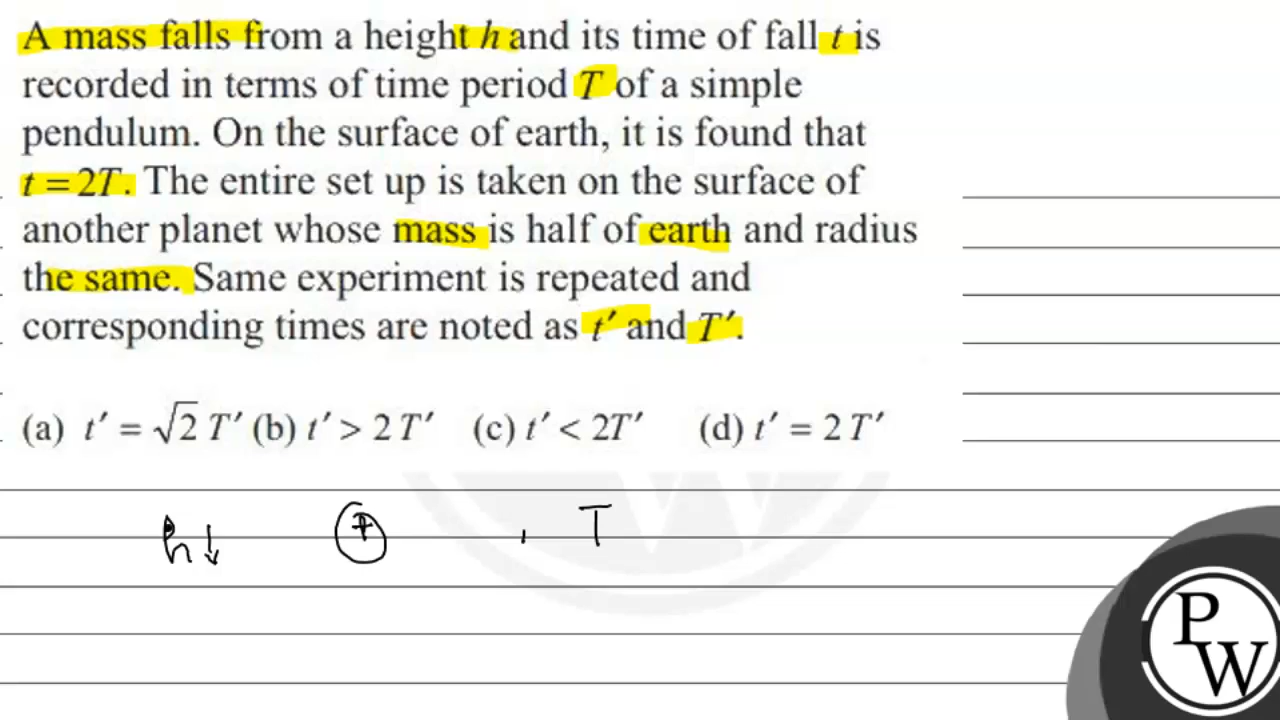 A mass falls from a height h and its time of fall t is
recorded in terms of time period T of a simple
pendulum. On the surface of earth, it is found that
t = 2T. The entire set up is taken on the surface of
another planet whose mass is half of earth and radius
the same. Same experiment is repeated and
corresponding times are noted as t′ and T′.
(a) t′ = √2 T′ (b) t′ > 2 T′ (c) t′ < 2T′ (d) t′ = 2 T′
h↓ t , T
P
W